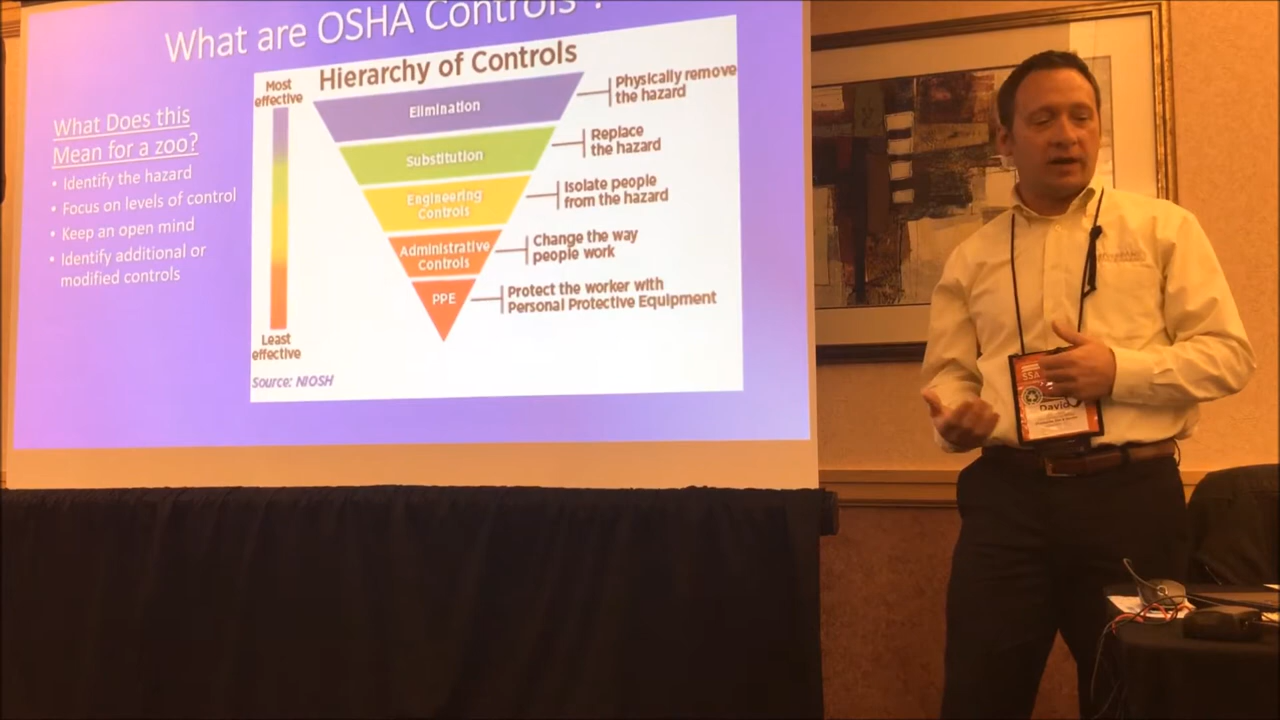 What are OSHA Controls ?
What Does this
Mean for a zoo?
• Identify the hazard
• Focus on levels of control
• Keep an open mind
• Identify additional or
modified controls
Hierarchy of Controls
Most
effective
Least
effective
Elimination
Physically remove
the hazard
Substitution
Replace
the hazard
Engineering
Controls
Isolate people
from the hazard
Administrative
Controls
Change the way
people work
PPE
Protect the worker with
Personal Protective Equipment
Source: NIOSH
SSA
David